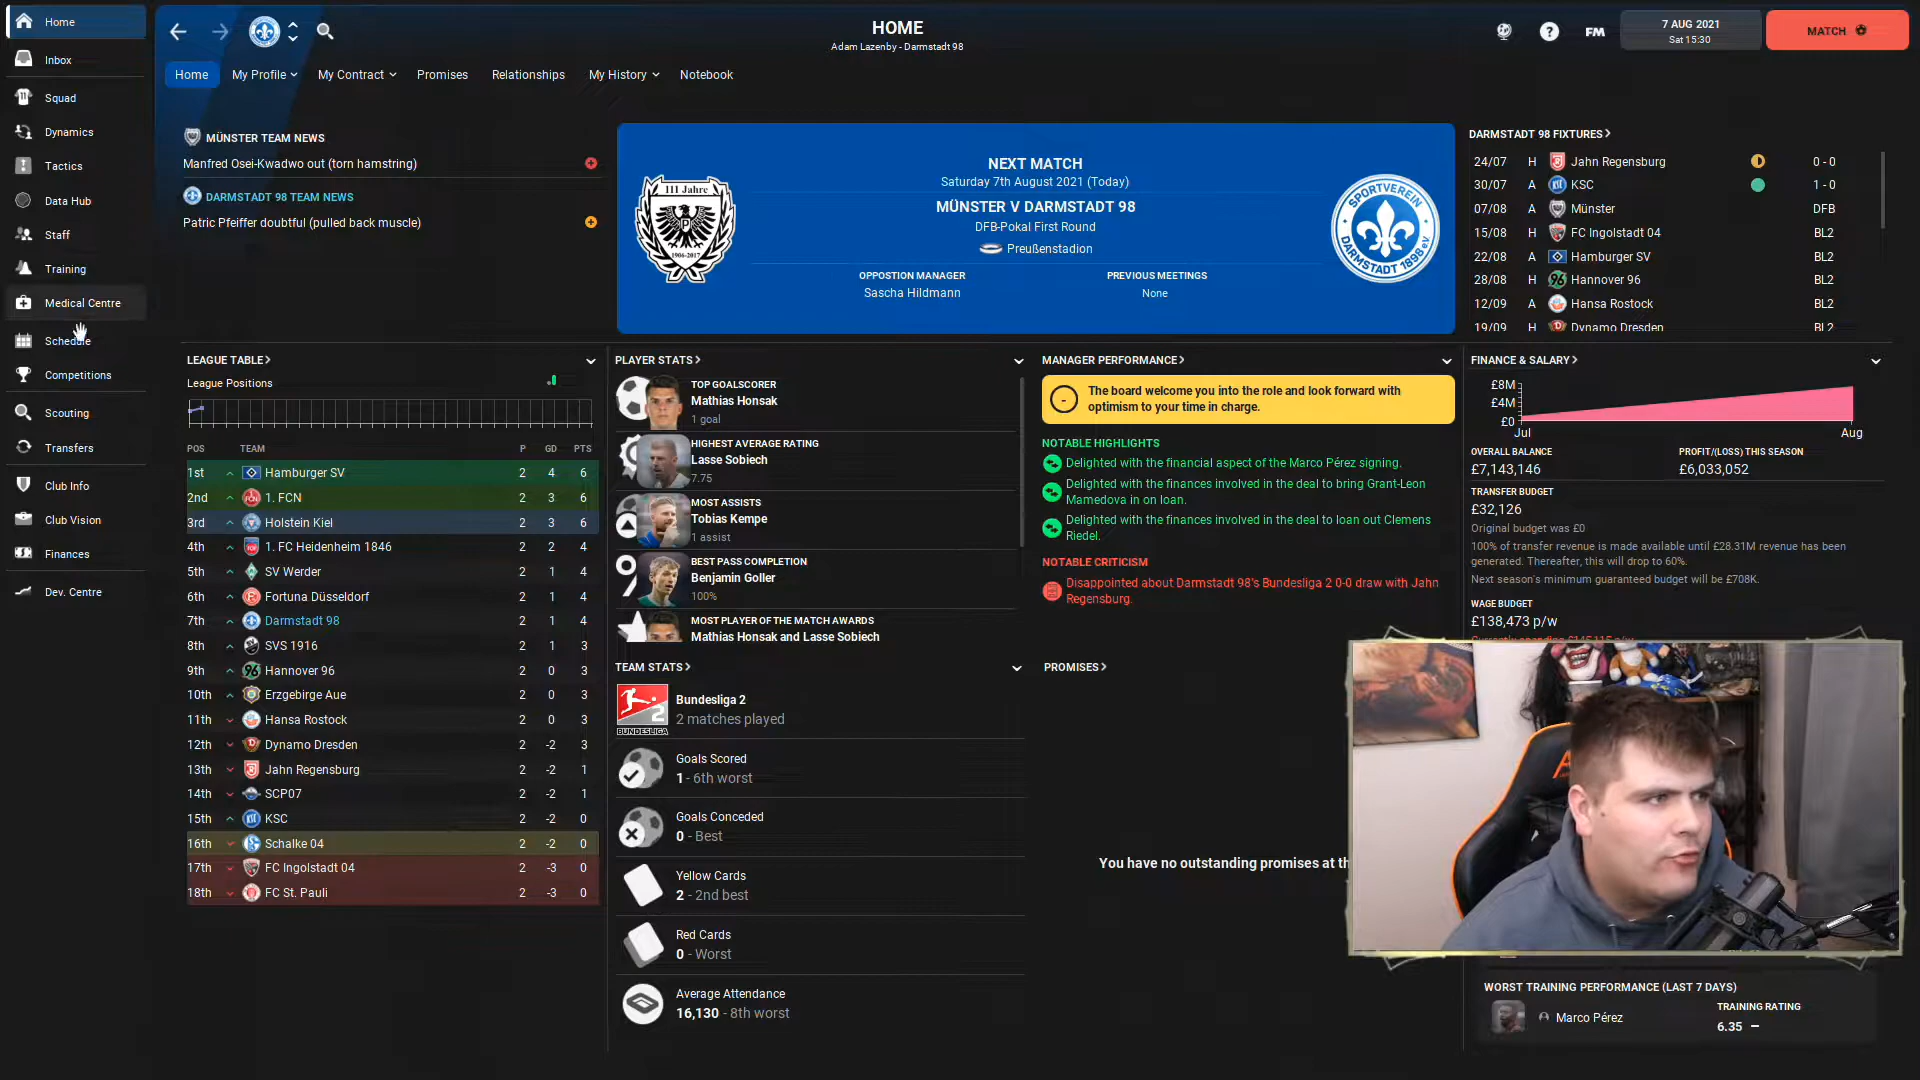 Home
Inbox
Squad
Dynamics
Tactics
Data Hub
Staff
Training
Medical Centre
Schedule
Competitions
Scouting
Transfers
Club Info
Club Vision
Finances
Dev. Centre
HOME
Adam Lazenby - Darmstadt 98
FM
7 AUG 2021
Sat 15:30
MATCH
Home My Profile My Contract Promises Relationships My History Notebook
MÜNSTER TEAM NEWS
Manfred Osei-Kwadwo out (torn hamstring)
DARMSTADT 98 TEAM NEWS
Patric Pfeiffer doubtful (pulled back muscle)
111 Jahre
1906-2017
NEXT MATCH
Saturday 7th August 2021 (Today)
MÜNSTER V DARMSTADT 98
DFB-Pokal First Round
Preußenstadion
OPPOSTION MANAGER
Sascha Hildmann
PREVIOUS MEETINGS
None
SPORTVEREIN
DARMSTADT 1898 e.V
DARMSTADT 98 FIXTURES
24/07 H Jahn Regensburg 0 - 0
30/07 A KSC 1 - 0
07/08 A Münster DFB
15/08 H FC Ingolstadt 04 BL2
22/08 A Hamburger SV BL2
28/08 H Hannover 96 BL2
12/09 A Hansa Rostock BL2
19/09 H Dynamo Dresden BL2
LEAGUE TABLE
League Positions
POS TEAM P GD PTS
1st Hamburger SV 2 4 6
2nd 1. FCN 2 3 6
3rd Holstein Kiel 2 3 6
4th 1. FC Heidenheim 1846 2 2 4
5th SV Werder 2 1 4
6th Fortuna Düsseldorf 2 1 4
7th Darmstadt 98 2 1 4
8th SVS 1916 2 1 3
9th Hannover 96 2 0 3
10th Erzgebirge Aue 2 0 3
11th Hansa Rostock 2 0 3
12th Dynamo Dresden 2 -2 3
13th Jahn Regensburg 2 -2 1
14th SCP07 2 -2 1
15th KSC 2 -2 0
16th Schalke 04 2 -2 0
17th FC Ingolstadt 04 2 -3 0
18th FC St. Pauli 2 -3 0
PLAYER STATS
TOP GOALSCORER
Mathias Honsak
1 goal
HIGHEST AVERAGE RATING
Lasse Sobiech
7.75
MOST ASSISTS
Tobias Kempe
1 assist
BEST PASS COMPLETION
Benjamin Goller
100%
MOST PLAYER OF THE MATCH AWARDS
Mathias Honsak and Lasse Sobiech
TEAM STATS
Bundesliga 2
2 matches played
BUNDESLIGA
Goals Scored
1 - 6th worst
Goals Conceded
0 - Best
Yellow Cards
2 - 2nd best
Red Cards
0 - Worst
Average Attendance
16,130 - 8th worst
MANAGER PERFORMANCE
The board welcome you into the role and look forward with
optimism to your time in charge.
NOTABLE HIGHLIGHTS
Delighted with the financial aspect of the Marco Pérez signing.
Delighted with the finances involved in the deal to bring Grant-Leon
Mamedova in on loan.
Delighted with the finances involved in the deal to loan out Clemens
Riedel.
NOTABLE CRITICISM
Disappointed about Darmstadt 98's Bundesliga 2 0-0 draw with Jahn
Regensburg.
PROMISES
You have no outstanding promises at th
FINANCE & SALARY
£8M
£4M
£0
Jul Aug
OVERALL BALANCE
£7,143,146
PROFIT/(LOSS) THIS SEASON
£6,033,052
TRANSFER BUDGET
£32,126
Original budget was £0
100% of transfer revenue is made available until £28.31M revenue has been
generated. Thereafter, this will drop to 60%.
Next season's minimum guaranteed budget will be £708K.
WAGE BUDGET
£138,473 p/w
Currently spending £145,115 p/w
WORST TRAINING PERFORMANCE (LAST 7 DAYS)
Marco Pérez
TRAINING RATING
6.35